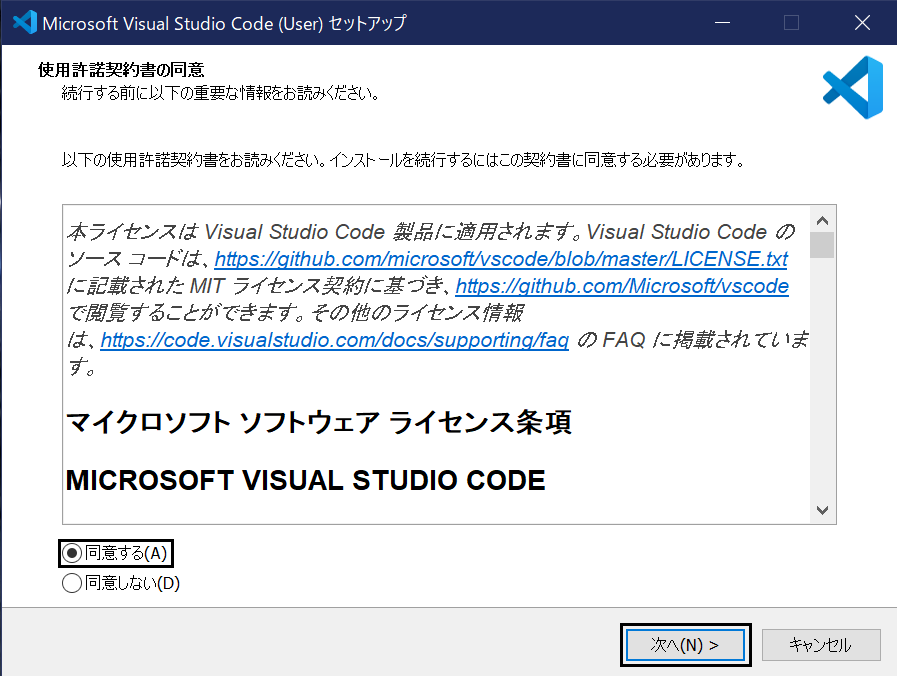 Microsoft Visual Studio Code (User) セットアップ
使用許諾契約書の同意
続行する前に以下の重要な情報をお読みください。
以下の使用許諾契約書をお読みください。インストールを続行するにはこの契約書に同意する必要があります。
本ライセンスは Visual Studio Code 製品に適用されます。Visual Studio Code の
ソース コードは、https://github.com/microsoft/vscode/blob/master/LICENSE.txt
に記載された MIT ライセンス契約に基づき、https://github.com/Microsoft/vscode
で閲覧することができます。その他のライセンス情報
は、https://code.visualstudio.com/docs/supporting/faq の FAQ に掲載されていま
す。
マイクロソフト ソフトウェア ライセンス条項
MICROSOFT VISUAL STUDIO CODE
同意する(A)
同意しない(D)
次へ(N) >
キャンセル